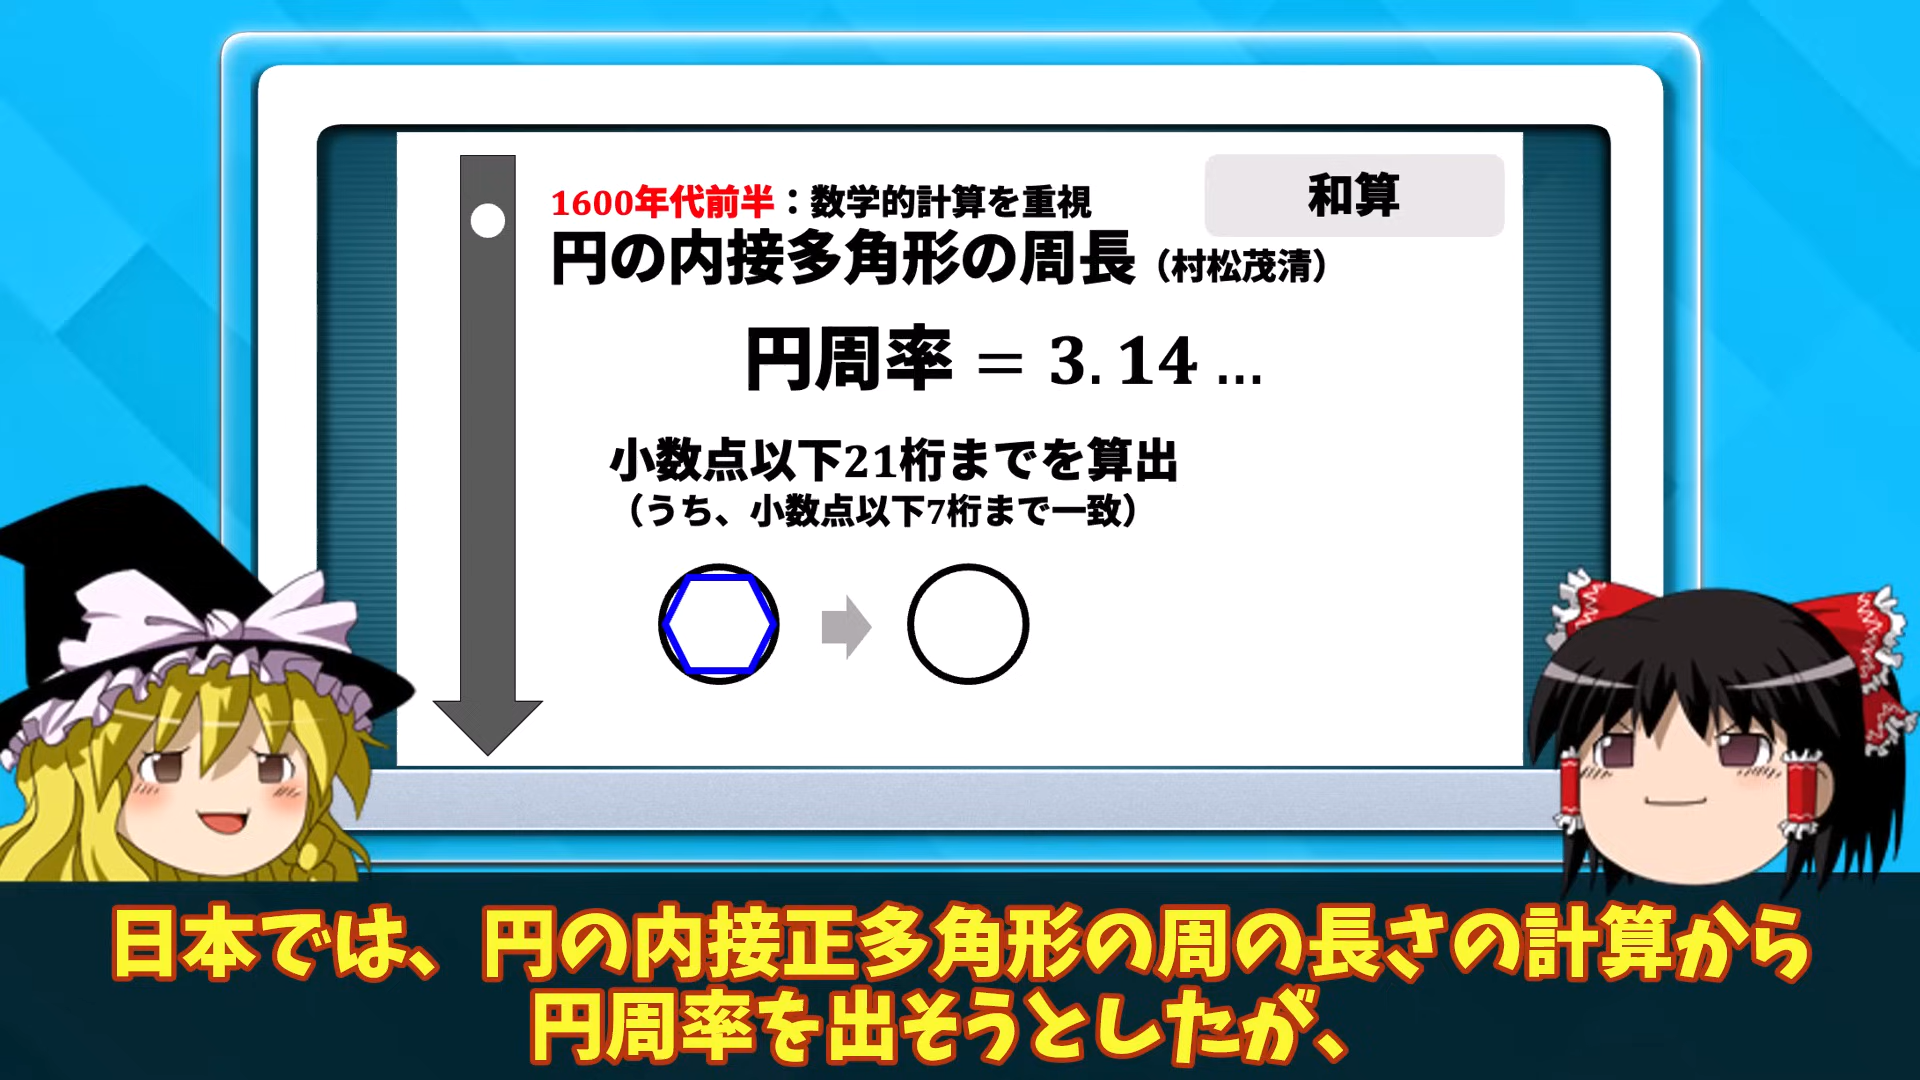 1600年代前半：数学的計算を重視
和算
円の内接多角形の周長（村松茂清）
円周率 = 3.14 …
小数点以下21桁までを算出
（うち、小数点以下7桁まで一致）
日本では、円の内接正多角形の周の長さの計算から
円周率を出そうとしたが、